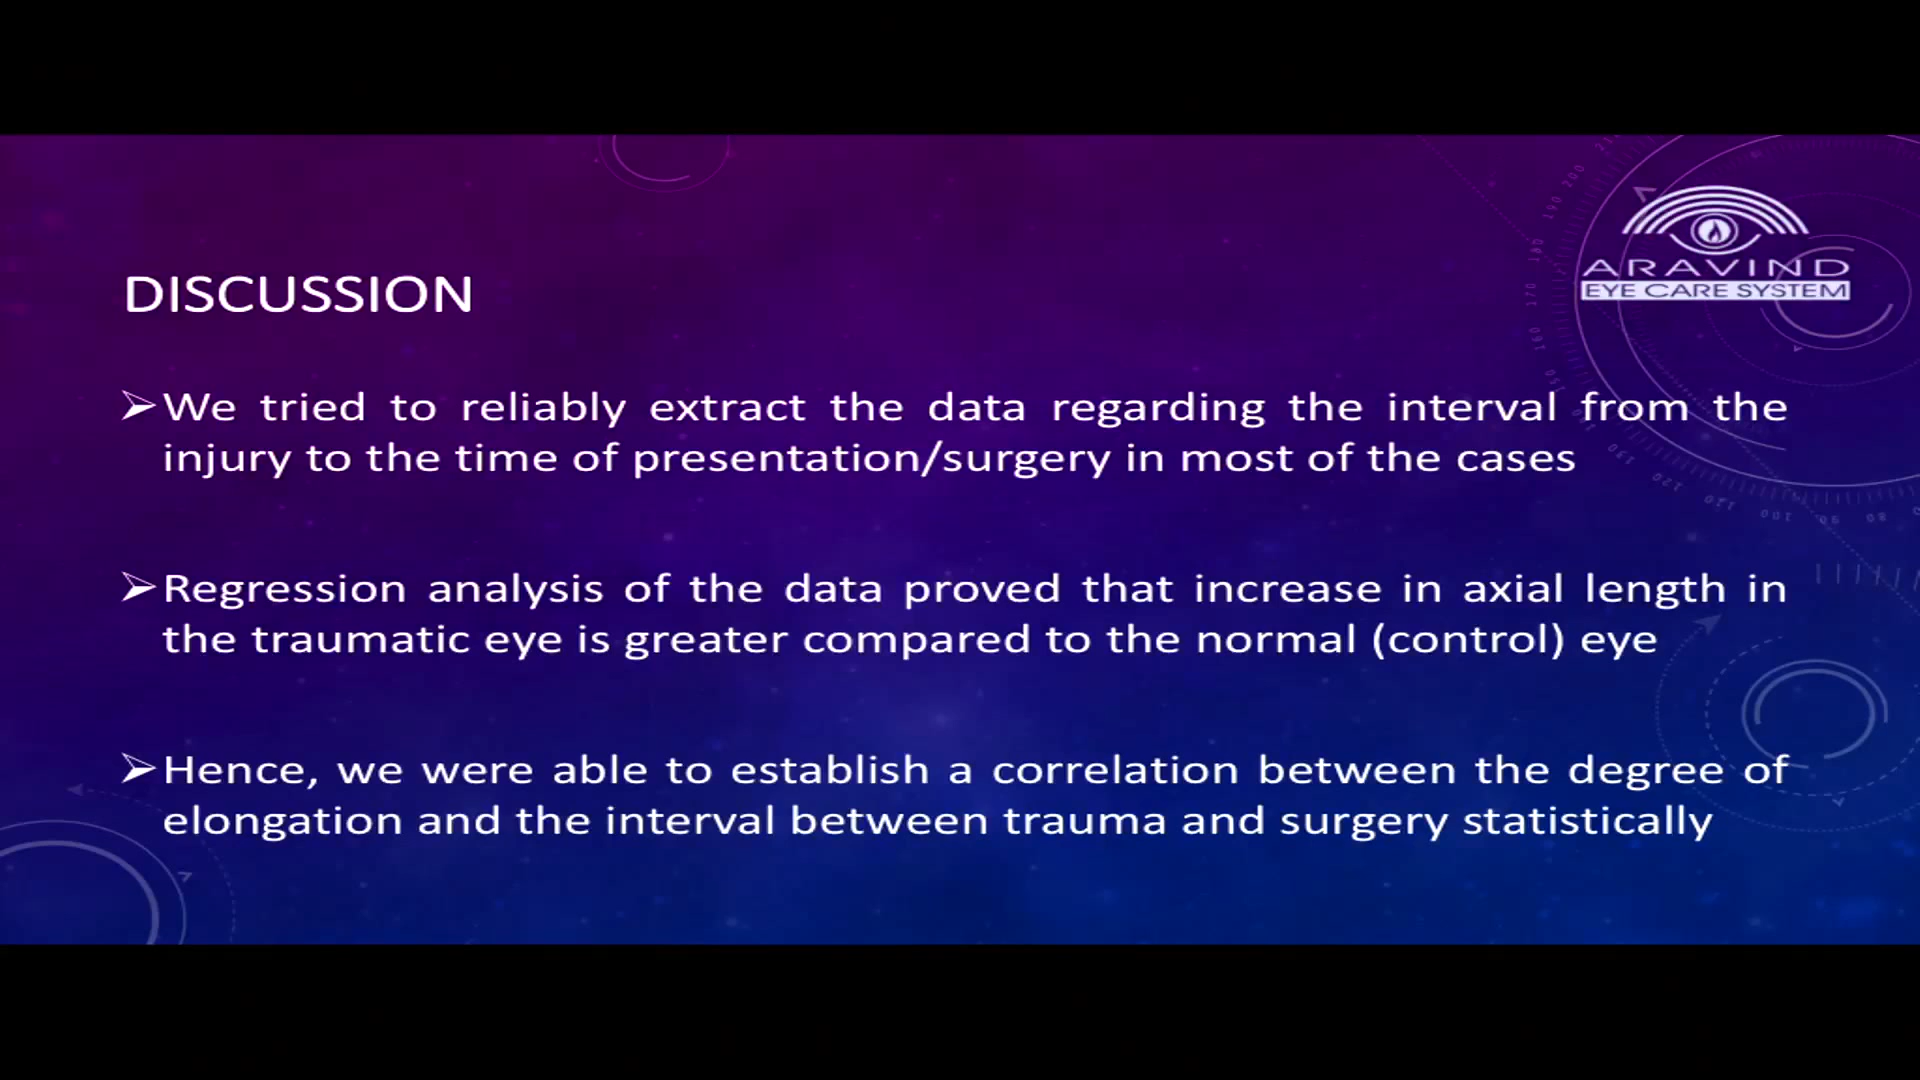 ARAVIND
EYE CARE SYSTEM
DISCUSSION
We tried to reliably extract the data regarding the interval from the
injury to the time of presentation/surgery in most of the cases
Regression analysis of the data proved that increase in axial length in
the traumatic eye is greater compared to the normal (control) eye
Hence, we were able to establish a correlation between the degree of
elongation and the interval between trauma and surgery statistically